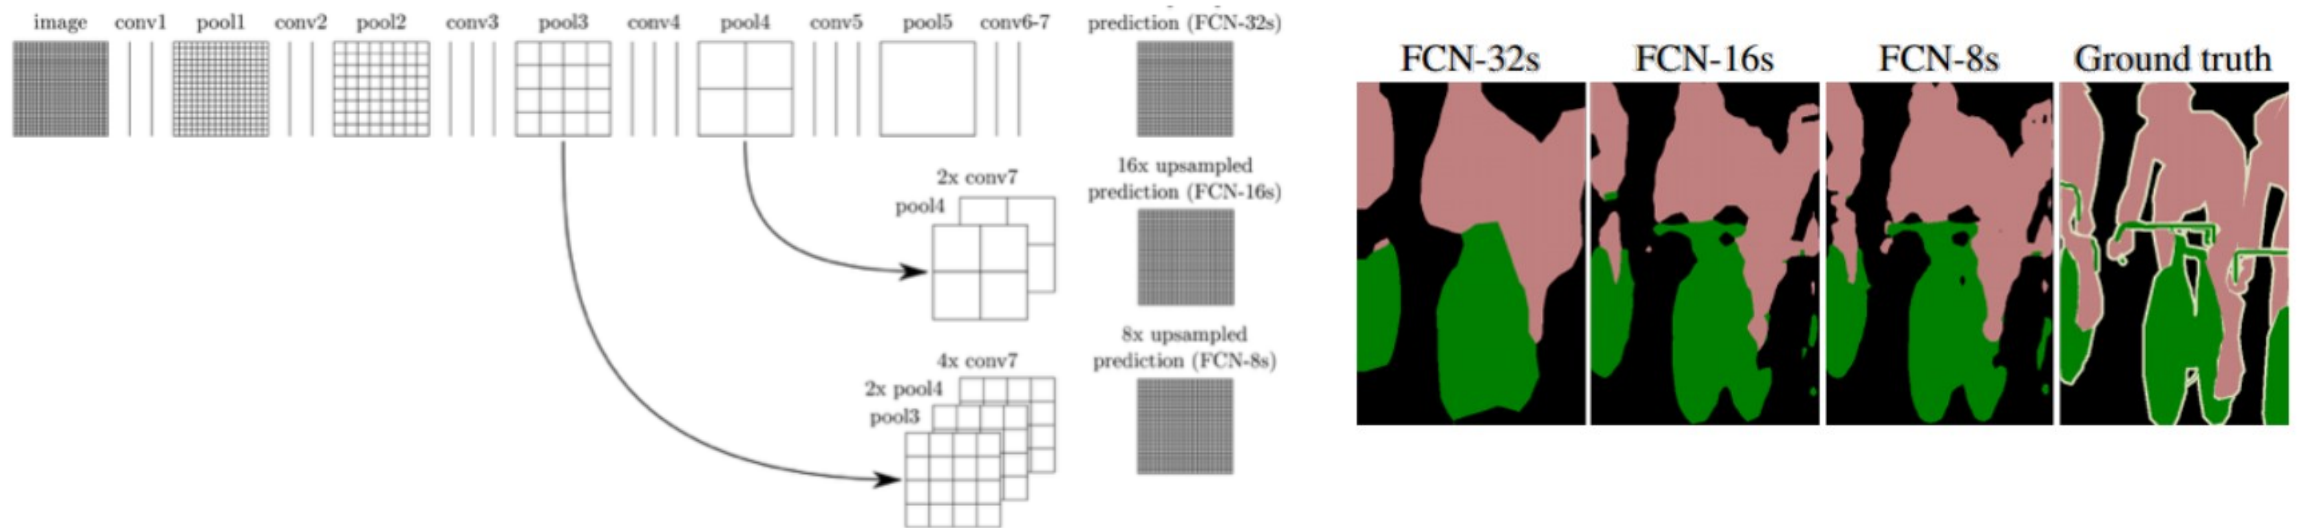 image conv1 pool1 conv2 pool2 conv3 pool3 conv4 pool4 conv5 pool5 conv6-7
prediction (FCN-32s)
2x conv7
pool4
16x upsampled
prediction (FCN-16s)
4x conv7
2x pool4
pool3
8x upsampled
prediction (FCN-8s)
FCN-32s FCN-16s FCN-8s Ground truth